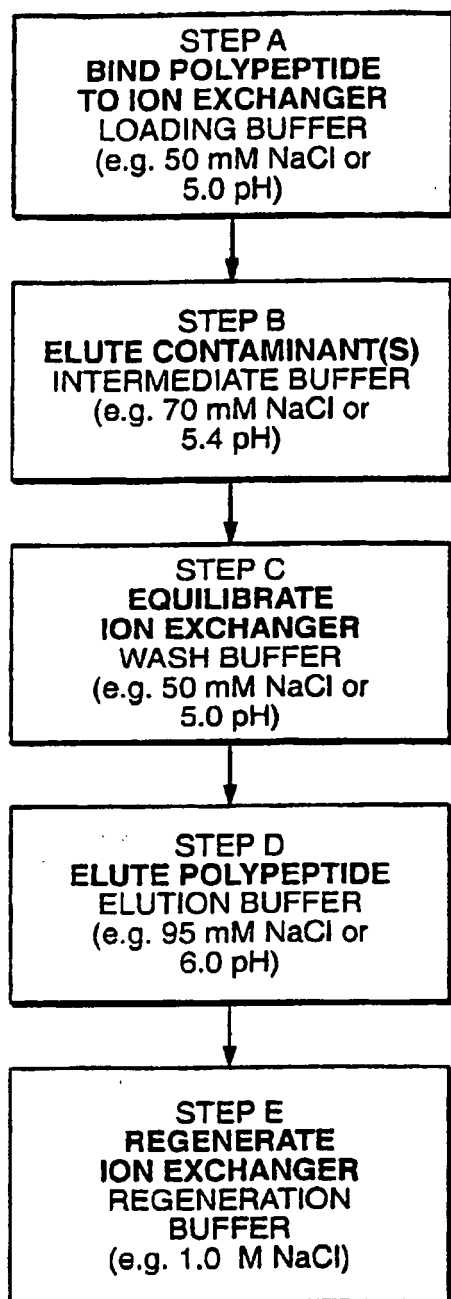 STEP A
BIND POLYPEPTIDE
TO ION EXCHANGER
LOADING BUFFER
(e.g. 50 mM NaCl or
5.0 pH)
STEP B
ELUTE CONTAMINANT(S)
INTERMEDIATE BUFFER
(e.g. 70 mM NaCl or
5.4 pH)
STEP C
EQUILIBRATE
ION EXCHANGER
WASH BUFFER
(e.g. 50 mM NaCl or
5.0 pH)
STEP D
ELUTE POLYPEPTIDE
ELUTION BUFFER
(e.g. 95 mM NaCl or
6.0 pH)
STEP E
REGENERATE
ION EXCHANGER
REGENERATION
BUFFER
(e.g. 1.0 M NaCl)